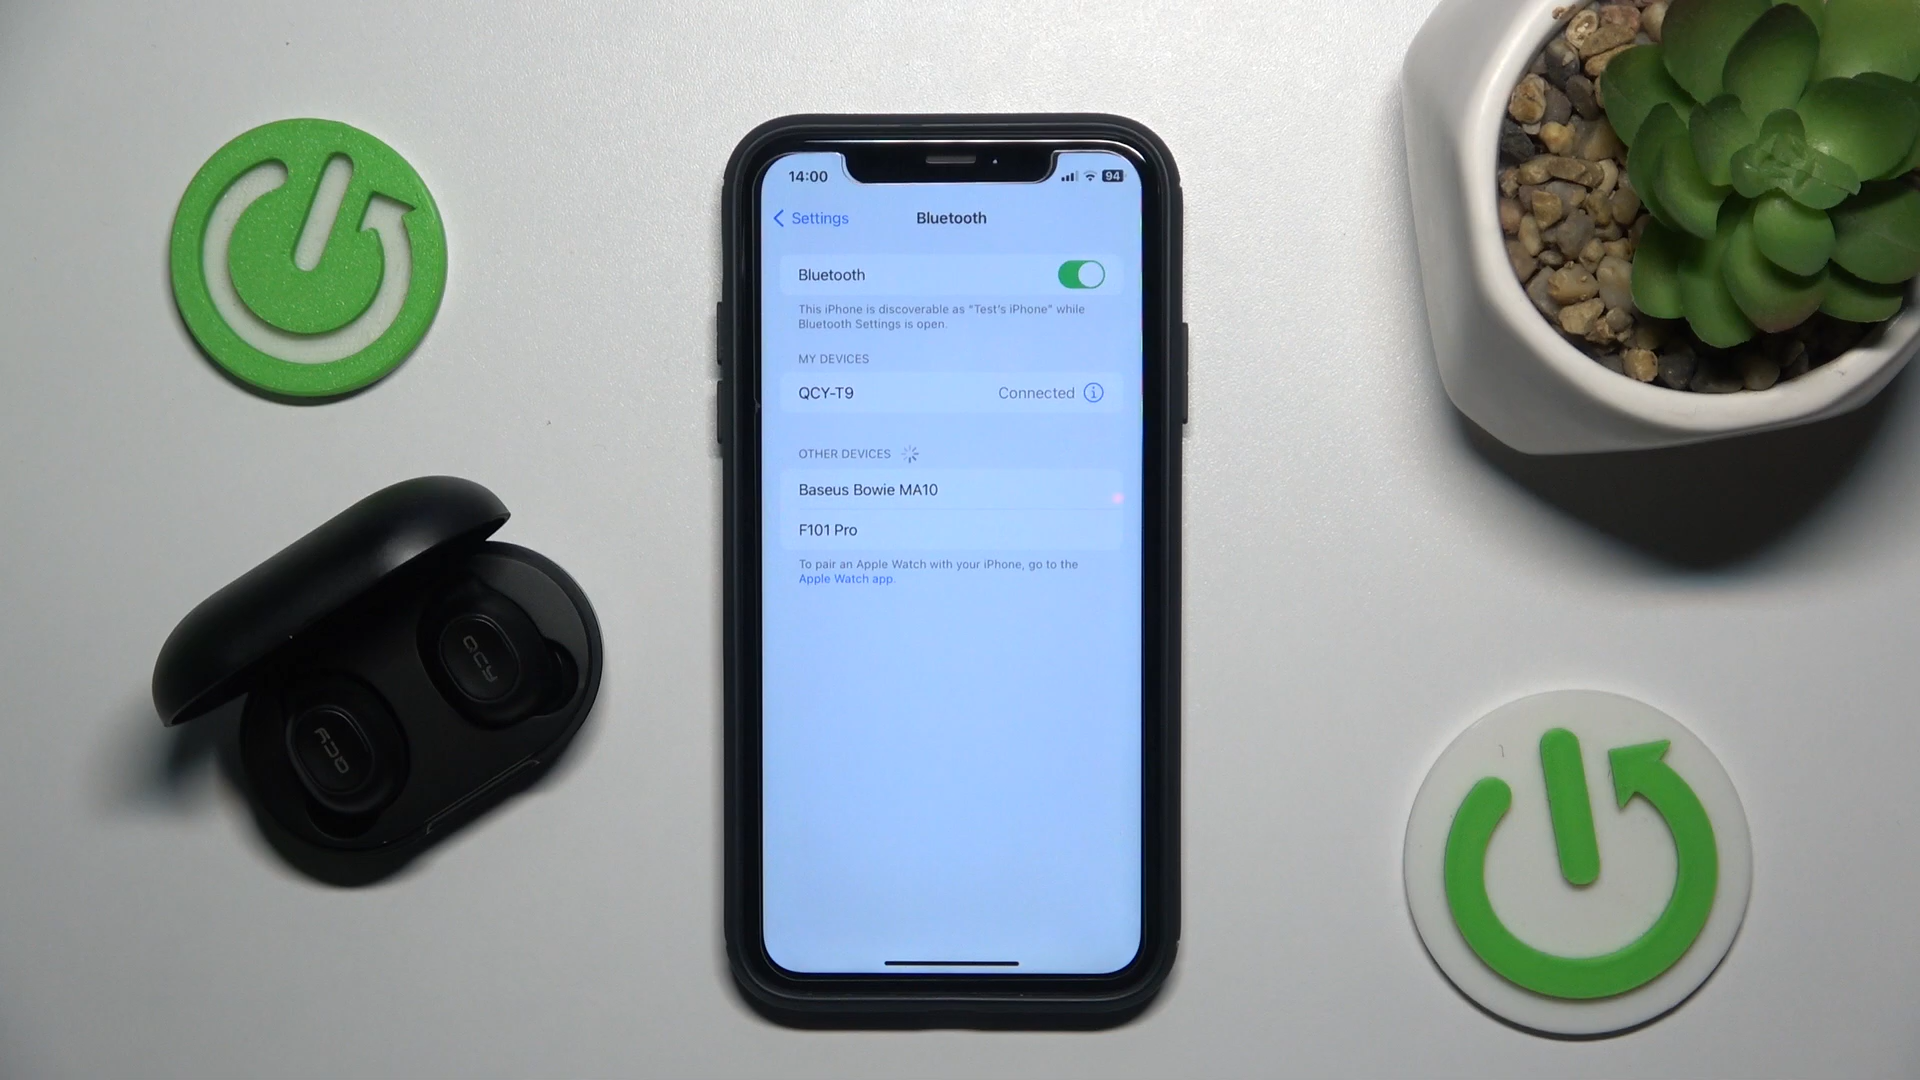 14:00
94
Settings
Bluetooth
Bluetooth
This iPhone is discoverable as “Test's iPhone” while
Bluetooth Settings is open.
MY DEVICES
QCY-T9 Connected
OTHER DEVICES
Baseus Bowie MA10
F101 Pro
To pair an Apple Watch with your iPhone, go to the
Apple Watch app.
QCY
QCY